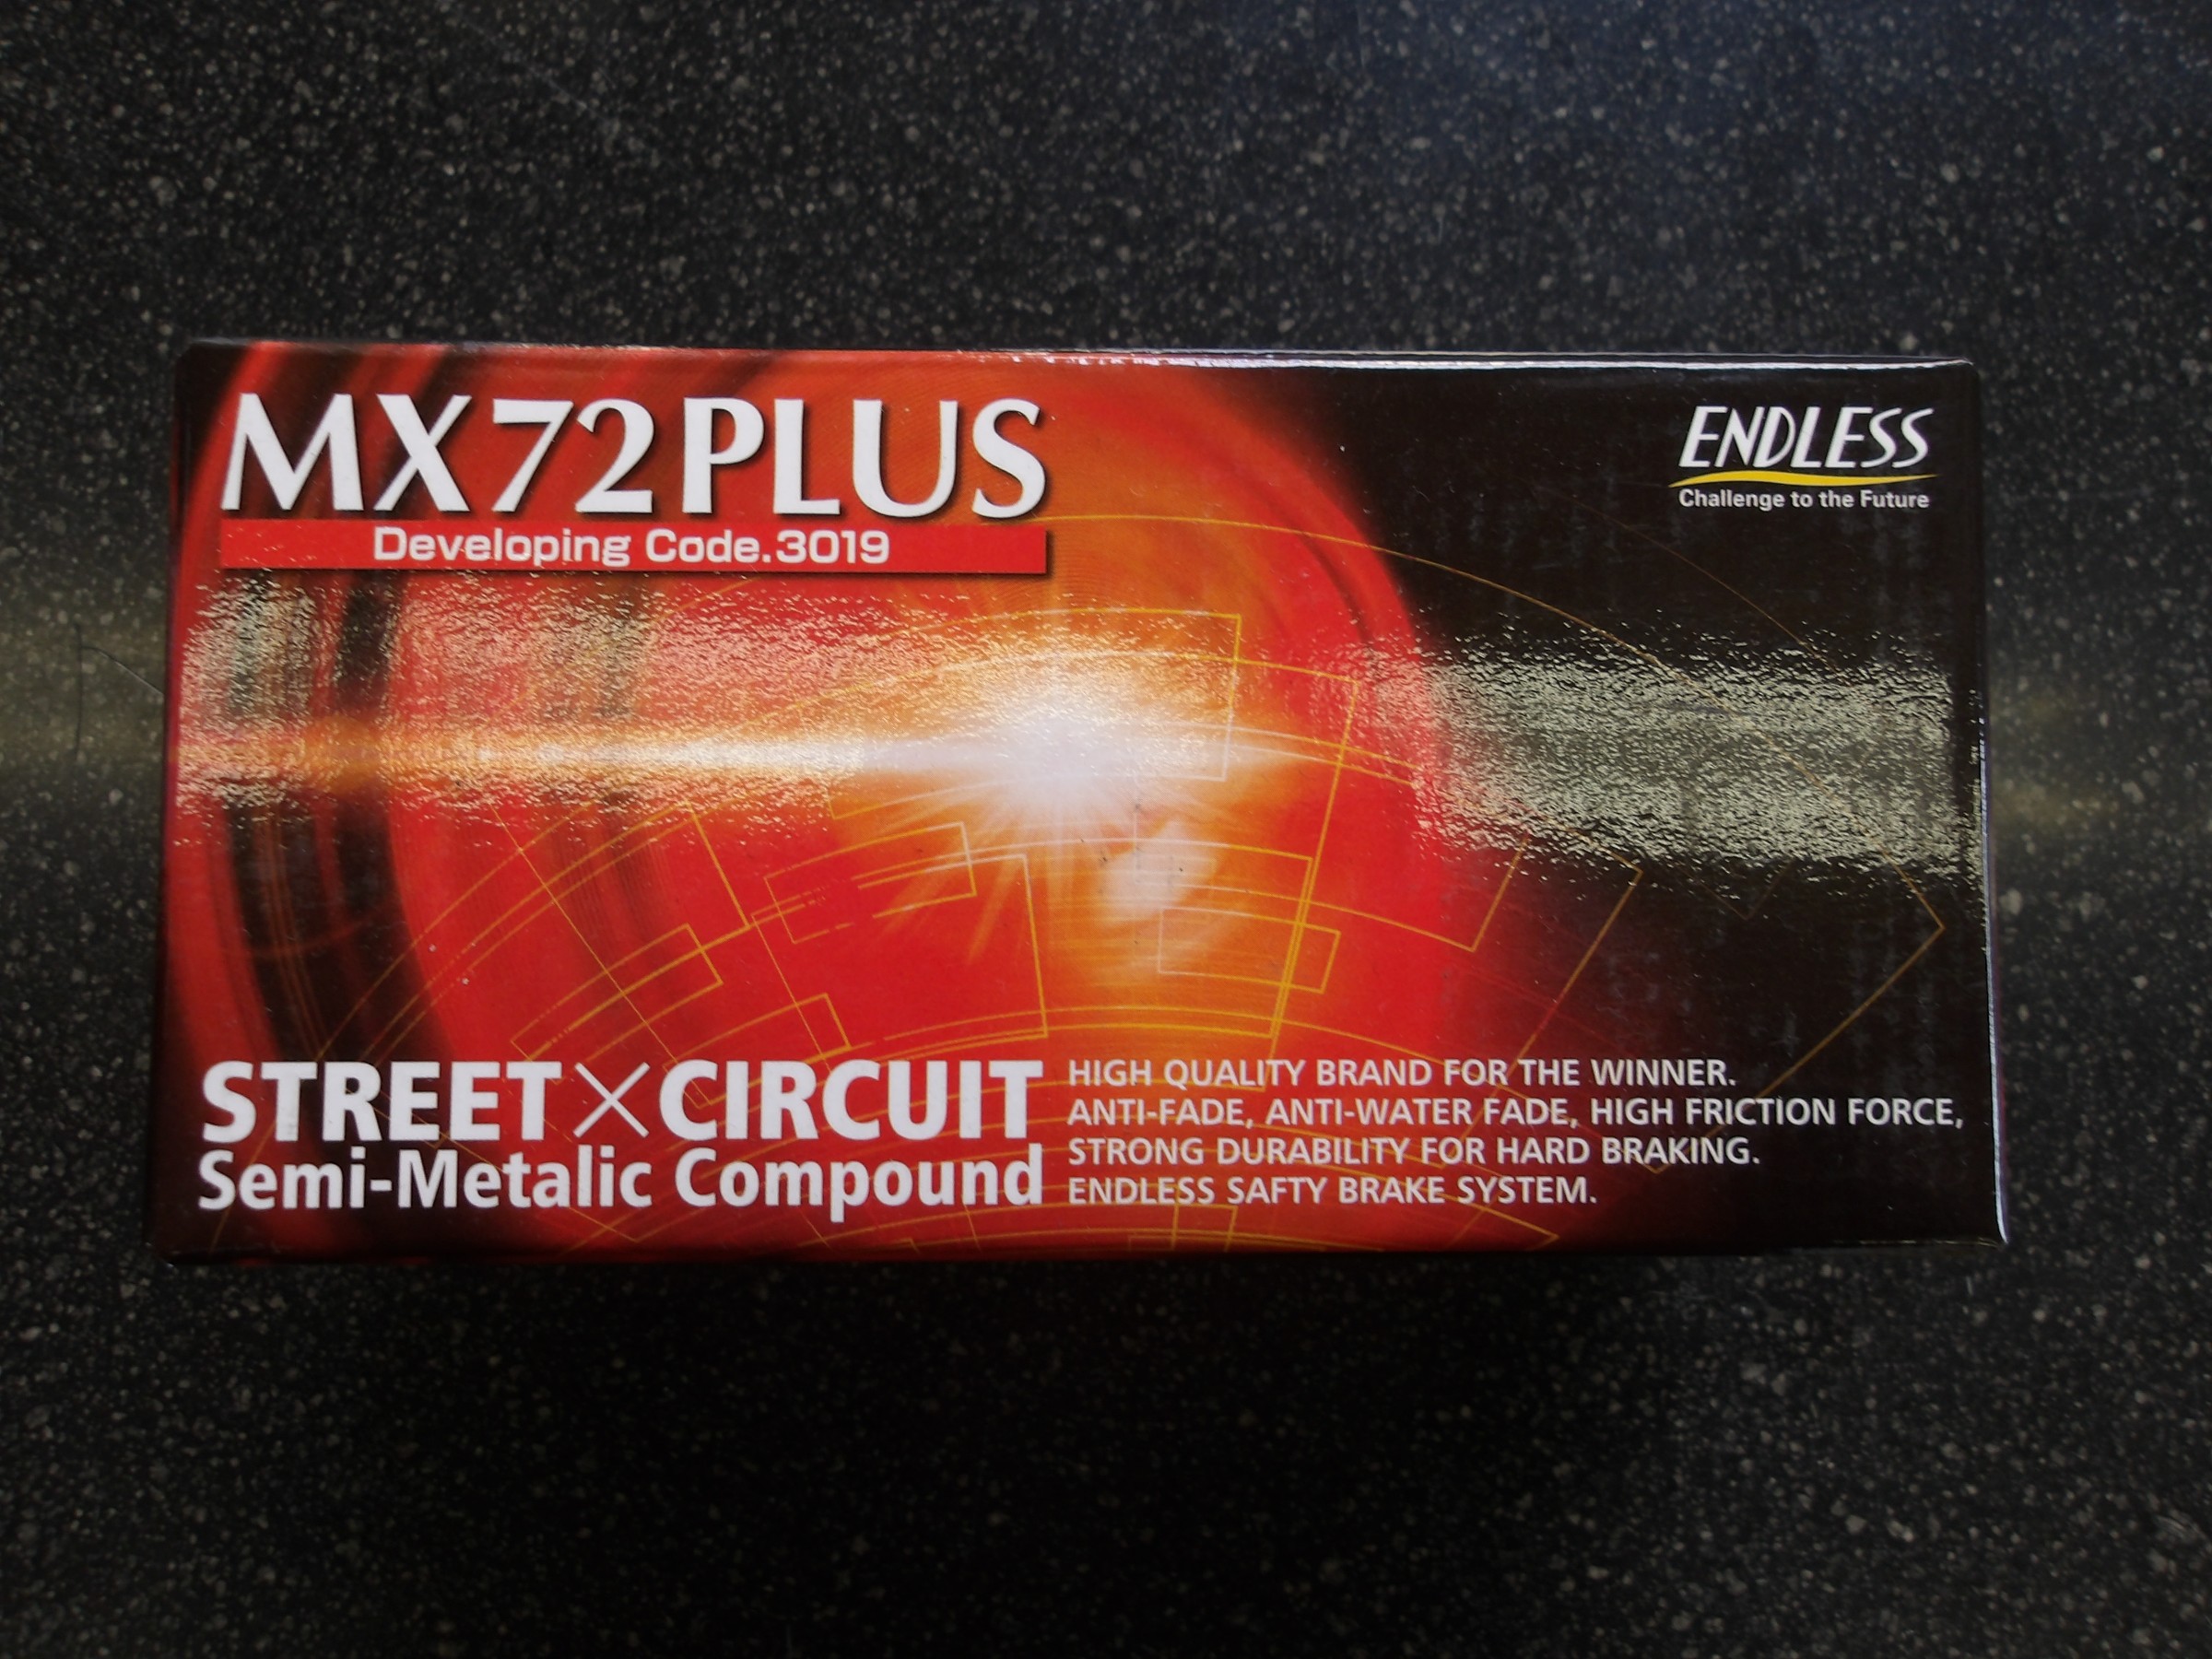 MX72PLUS
Developing Code.3019
ENDLESS
Challenge to the Future
STREET×CIRCUIT
Semi-Metalic Compound
HIGH QUALITY BRAND FOR THE WINNER.
ANTI-FADE, ANTI-WATER FADE, HIGH FRICTION FORCE,
STRONG DURABILITY FOR HARD BRAKING.
ENDLESS SAFTY BRAKE SYSTEM.